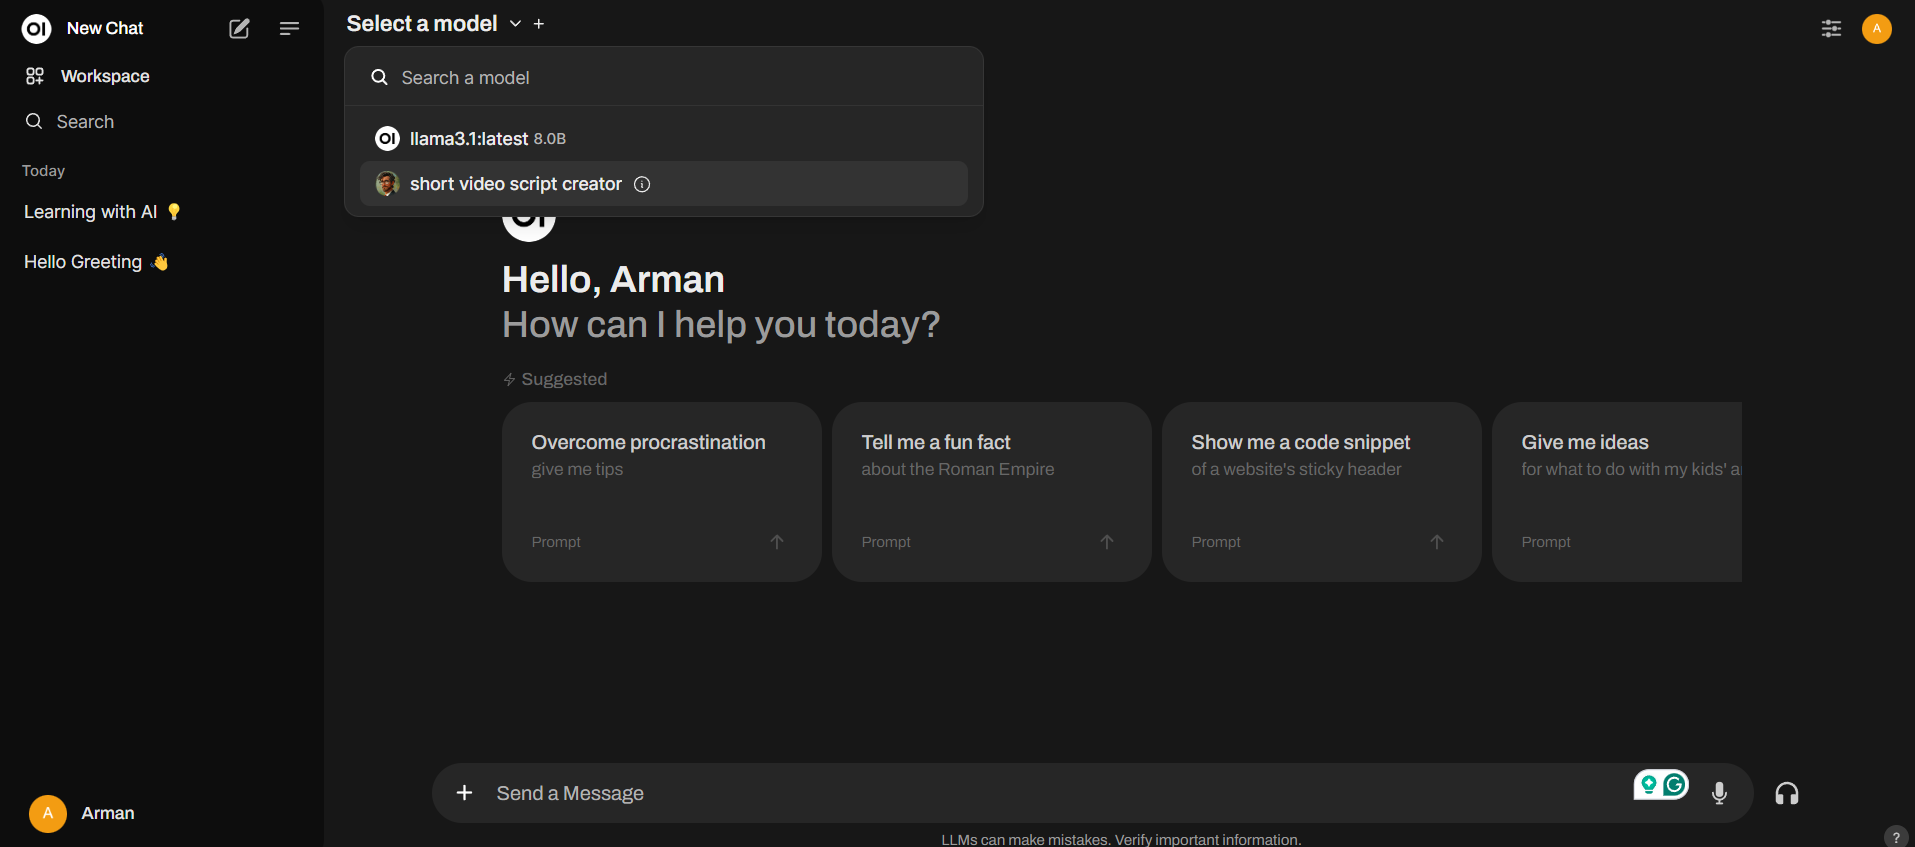 OI New Chat
Workspace
Search
Today
Learning with AI 💡
Hello Greeting 👋
A Arman
Select a model
A
Search a model
OI llama3.1:latest 8.0B
short video script creator
OI
Hello, Arman
How can I help you today?
Suggested
Overcome procrastination
give me tips
Prompt
Tell me a fun fact
about the Roman Empire
Prompt
Show me a code snippet
of a website's sticky header
Prompt
Give me ideas
for what to do with my kids'
Prompt
Send a Message
LLMs can make mistakes. Verify important information.
?